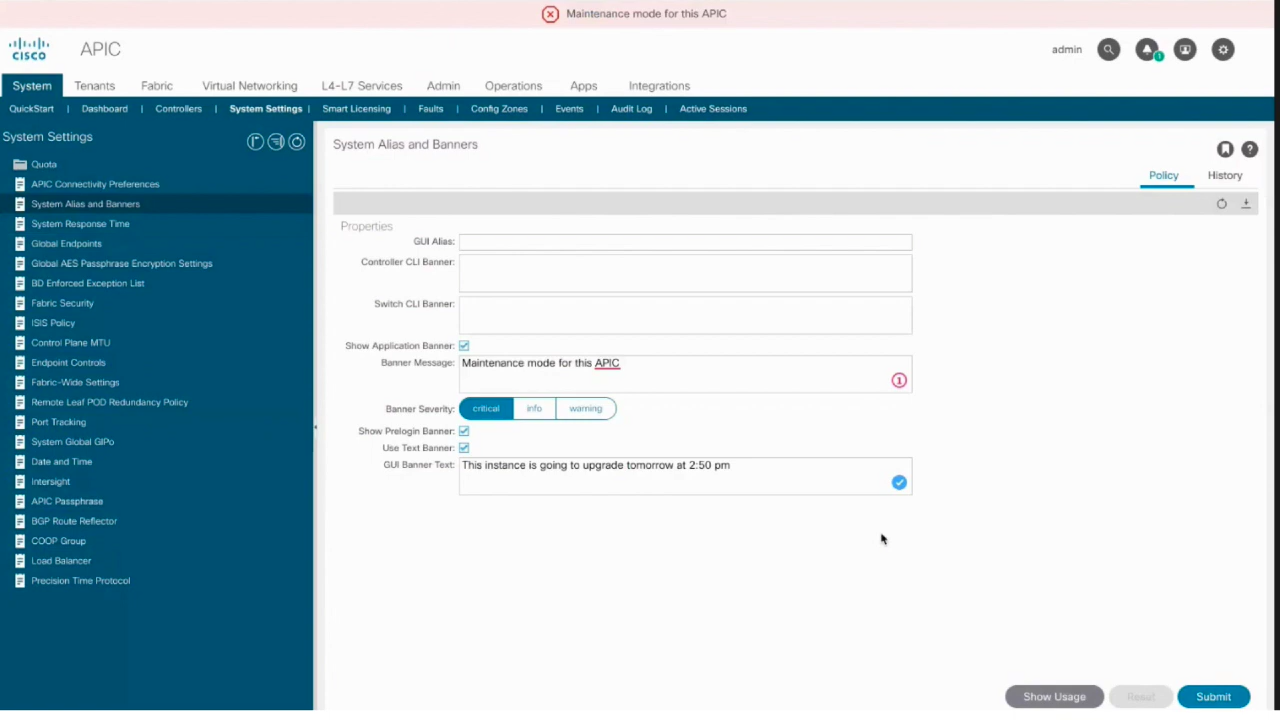 Maintenance mode for this APIC
CISCO
APIC
admin
1
System Tenants Fabric Virtual Networking L4-L7 Services Admin Operations Apps Integrations
QuickStart | Dashboard | Controllers | System Settings | Smart Licensing | Faults | Config Zones | Events | Audit Log | Active Sessions
System Settings
Quota
APIC Connectivity Preferences
System Alias and Banners
System Response Time
Global Endpoints
Global AES Passphrase Encryption Settings
BD Enforced Exception List
Fabric Security
ISIS Policy
Control Plane MTU
Endpoint Controls
Fabric-Wide Settings
Remote Leaf POD Redundancy Policy
Port Tracking
System Global GIPo
Date and Time
Intersight
APIC Passphrase
BGP Route Reflector
COOP Group
Load Balancer
Precision Time Protocol
System Alias and Banners
?
Policy History
Properties
GUI Alias:
Controller CLI Banner:
Switch CLI Banner:
Show Application Banner:
Banner Message: Maintenance mode for this APIC
1
Banner Severity: critical info warning
Show Prelogin Banner:
Use Text Banner:
GUI Banner Text: This instance is going to upgrade tomorrow at 2:50 pm
Show Usage Reset Submit